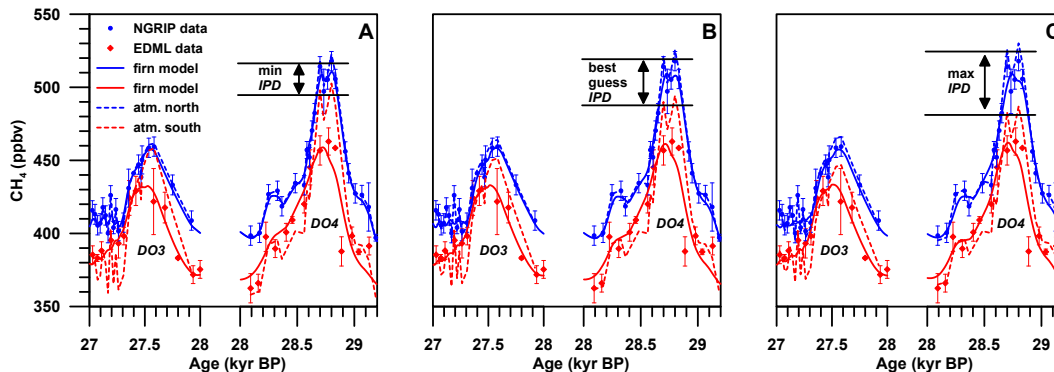 550
500
450
400
350
CH4 (ppbv)
NGRIP data
EDML data
firn model
firn model
atm. north
atm. south
A
min
IPD
DO3
DO4
27 27.5 28 28 28.5 29
Age (kyr BP)
B
best
guess
IPD
DO3
DO4
27 27.5 28 28 28.5 29
Age (kyr BP)
C
max
IPD
DO3
DO4
27 27.5 28 28 28.5 29
Age (kyr BP)